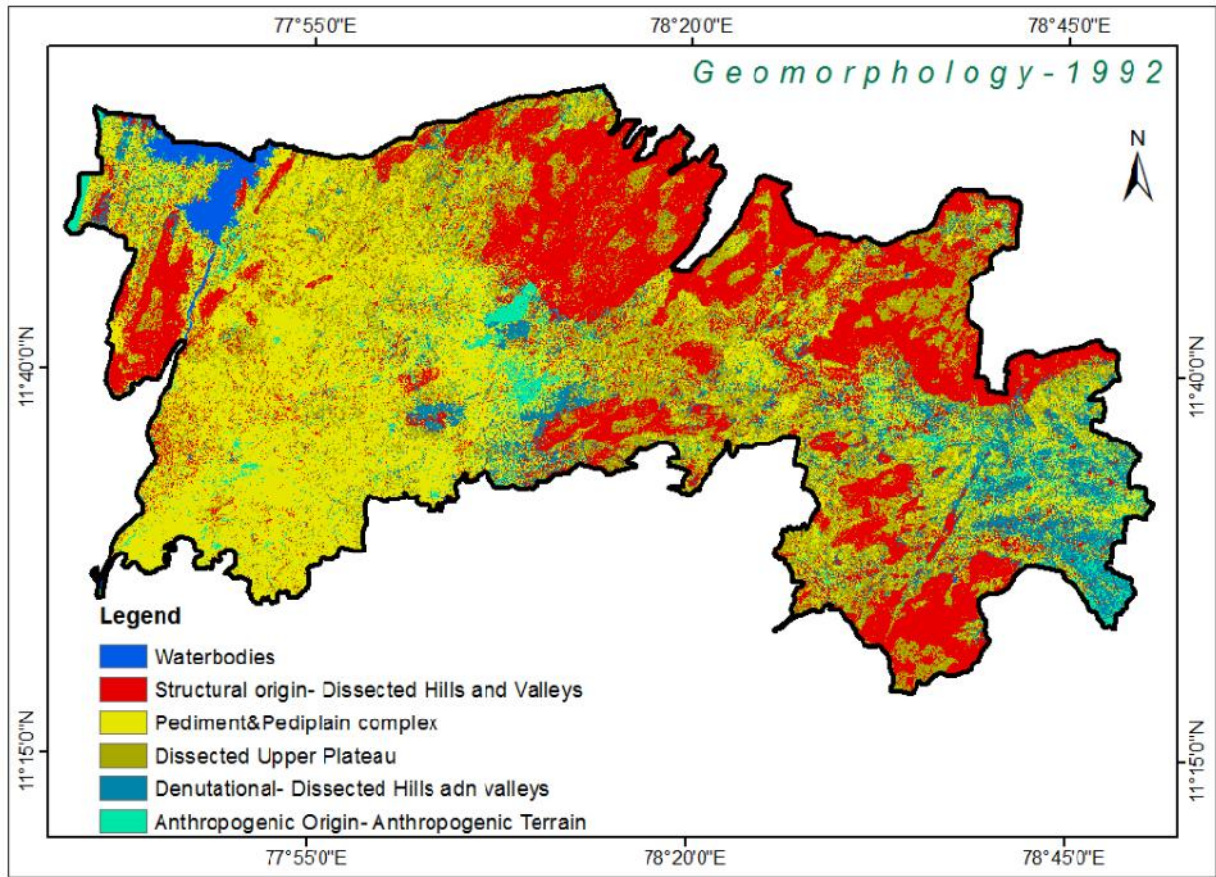 77°55'0"E 78°20'0"E 78°45'0"E
Geomorphology-1992
N
11°40'0"N 11°40'0"N
Legend
Waterbodies
Structural origin- Dissected Hills and Valleys
Pediment&Pediplain complex
Dissected Upper Plateau
Denutational- Dissected Hills adn valleys
Anthropogenic Origin- Anthropogenic Terrain
11°15'0"N 11°15'0"N
77°55'0"E 78°20'0"E 78°45'0"E